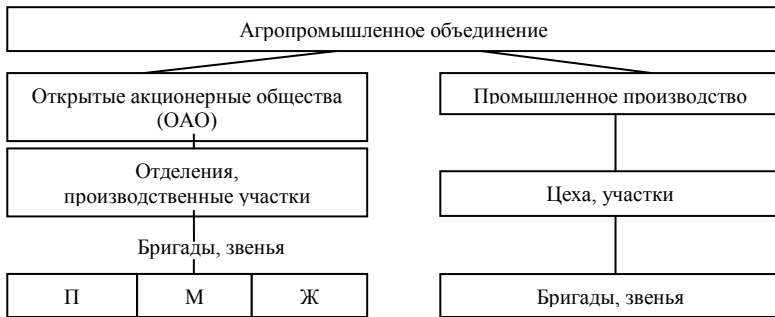 Агропромышленное объединение
Открытые акционерные общества
(ОАО)
Промышленное производство
Отделения,
производственные участки
Цеха, участки
Бригады, звенья
П
М
Ж
Бригады, звенья